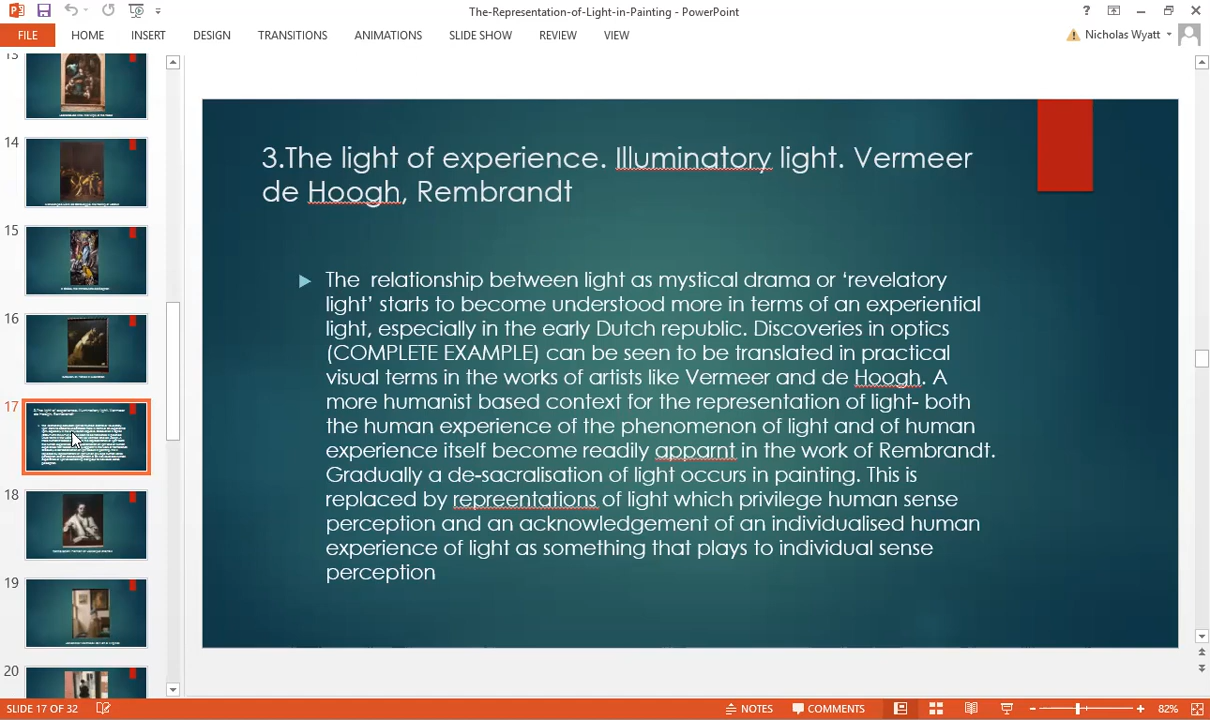 The-Representation-of-Light-in-Painting - PowerPoint
FILE HOME INSERT DESIGN TRANSITIONS ANIMATIONS SLIDE SHOW REVIEW VIEW
Nicholas Wyatt
13
14
15
16
17
18
19
20
3.The light of experience. Illuminatory light. Vermeer
de Hoogh, Rembrandt
The relationship between light as mystical drama or ‘revelatory
light’ starts to become understood more in terms of an experiential
light, especially in the early Dutch republic. Discoveries in optics
(COMPLETE EXAMPLE) can be seen to be translated in practical
visual terms in the works of artists like Vermeer and de Hoogh. A
more humanist based context for the representation of light- both
the human experience of the phenomenon of light and of human
experience itself become readily apparnt in the work of Rembrandt.
Gradually a de-sacralisation of light occurs in painting. This is
replaced by repreentations of light which privilege human sense
perception and an acknowledgement of an individualised human
experience of light as something that plays to individual sense
perception
SLIDE 17 OF 32 NOTES COMMENTS 82%